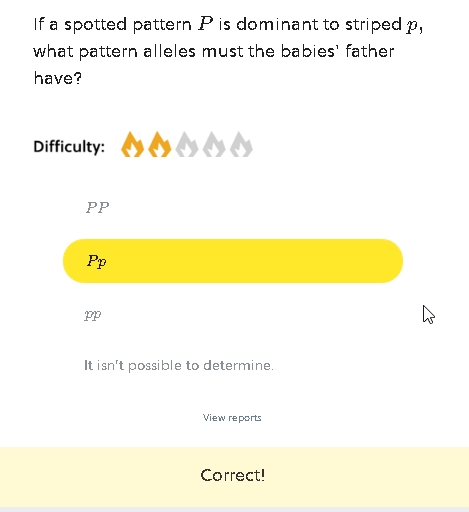 If a spotted pattern P is dominant to striped p,
what pattern alleles must the babies' father
have?
Difficulty:
PP
Pp
pp
It isn't possible to determine.
View reports
Correct!